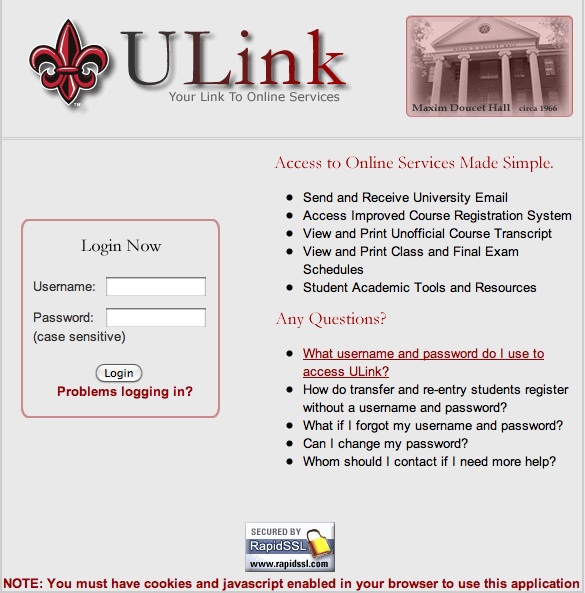 ULink
Your Link To Online Services
MAXIM D. DOUCET HALL
Maxim Doucet Hall circa 1966
TM
Login Now
Username:
Password:
(case sensitive)
Login
Problems logging in?
Access to Online Services Made Simple.
Send and Receive University Email
Access Improved Course Registration System
View and Print Unofficial Course Transcript
View and Print Class and Final Exam
Schedules
Student Academic Tools and Resources
Any Questions?
What username and password do I use to
access ULink?
How do transfer and re-entry students register
without a username and password?
What if I forgot my username and password?
Can I change my password?
Whom should I contact if I need more help?
SECURED BY
RapidSSL
www.rapidssl.com
NOTE: You must have cookies and javascript enabled in your browser to use this application